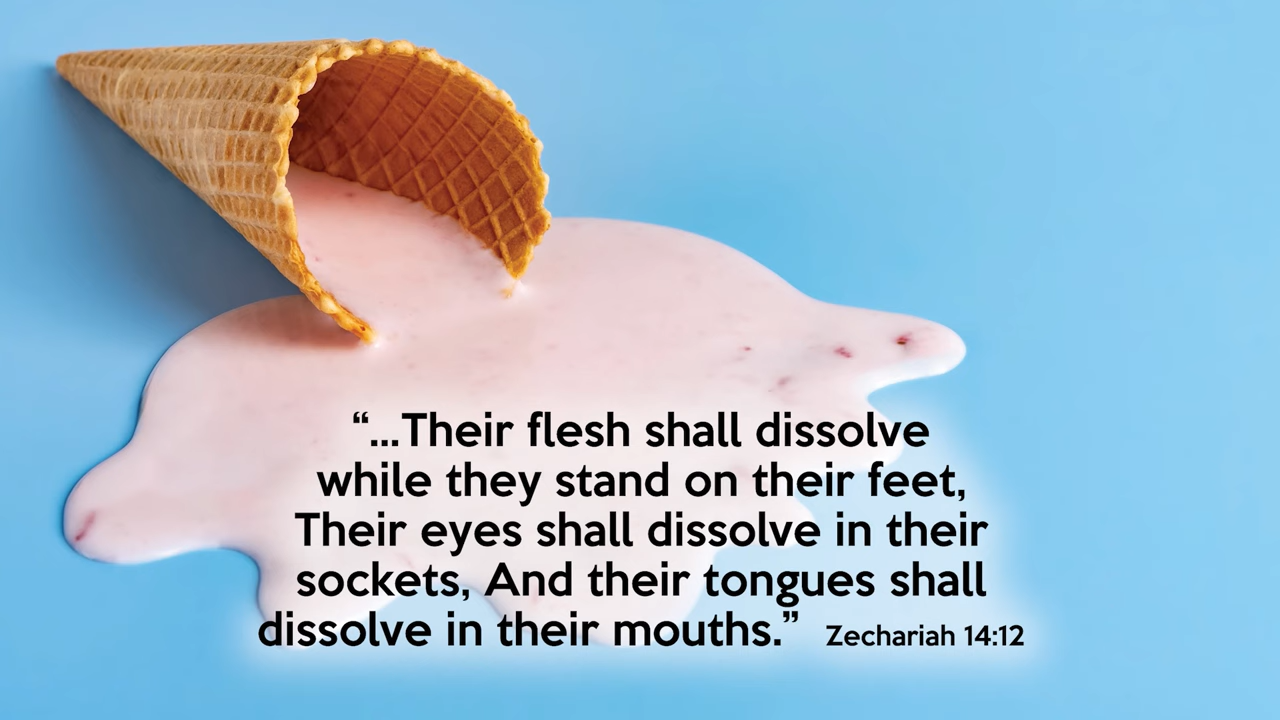 “...Their flesh shall dissolve
while they stand on their feet,
Their eyes shall dissolve in their
sockets, And their tongues shall
dissolve in their mouths.” Zechariah 14:12